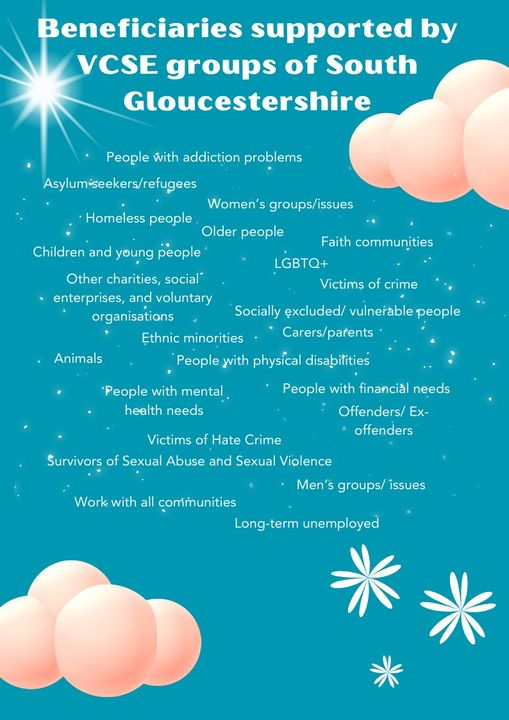 Beneficiaries supported by
VCSE groups of South
Gloucestershire
People with addiction problems
Asylum-seekers/refugees
Women's groups/issues
Homeless people
Older people
Faith communities
Children and young people
LGBTQ+
Other charities, social
enterprises, and voluntary
organisations
Victims of crime
Socially excluded/ vulnerable people
Ethnic minorities
Carers/parents
Animals
People with physical disabilities
People with mental
health needs
People with financial needs
Offenders/ Ex-
offenders
Victims of Hate Crime
Survivors of Sexual Abuse and Sexual Violence
Men's groups/ issues
Work with all communities
Long-term unemployed